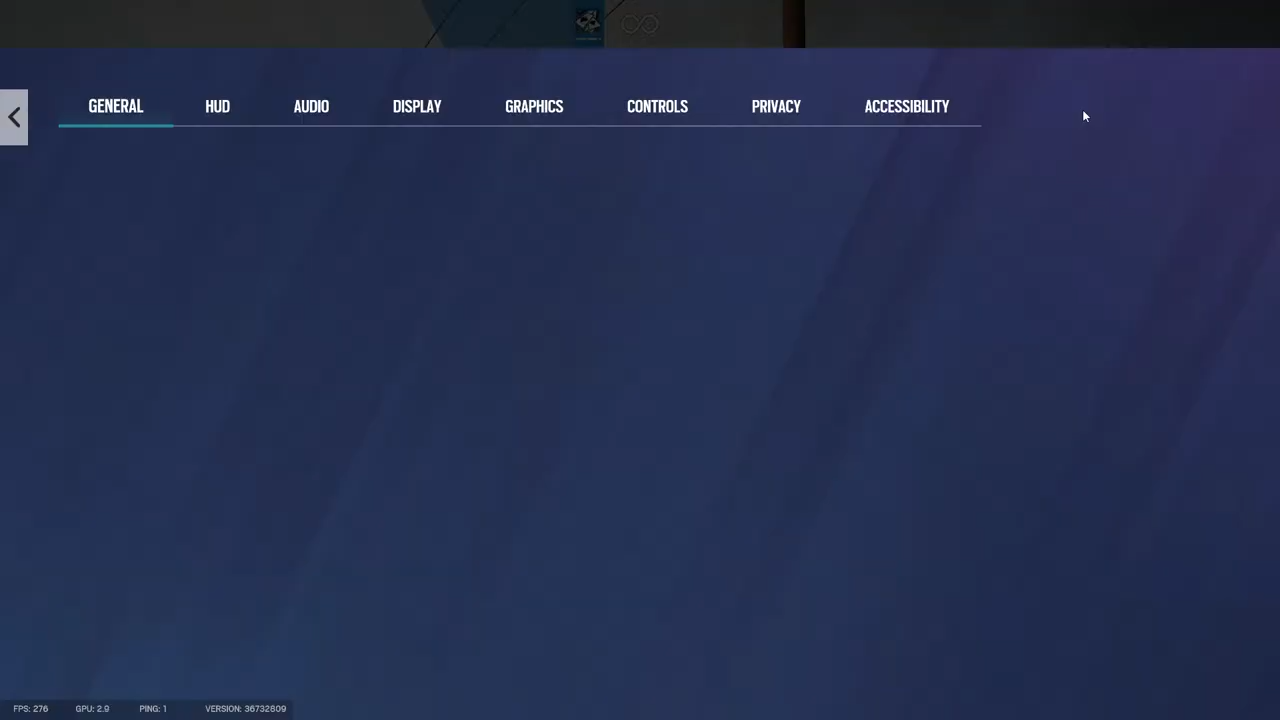 GENERAL HUD AUDIO DISPLAY GRAPHICS CONTROLS PRIVACY ACCESSIBILITY
FPS: 276 GPU: 2.9 PING: 1 VERSION: 36732809